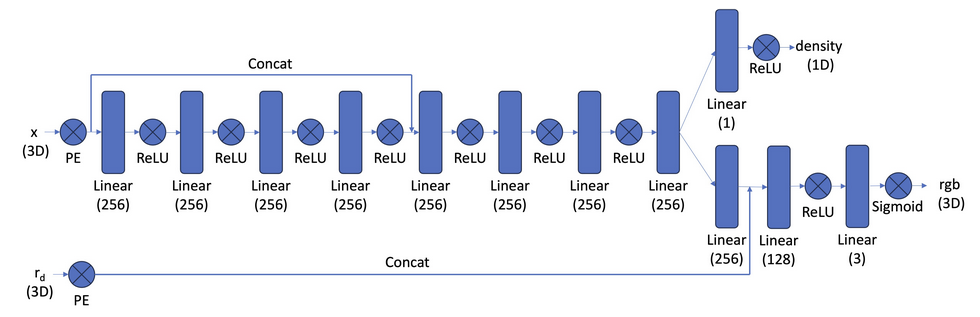 density
(1D)
ReLU
Linear
(1)
Concat
x
(3D)
PE
ReLU
ReLU
ReLU
ReLU
ReLU
ReLU
ReLU
Linear
(256)
Linear
(256)
Linear
(256)
Linear
(256)
Linear
(256)
Linear
(256)
Linear
(256)
Linear
(256)
Linear
(256)
Linear
(128)
ReLU
Linear
(3)
Sigmoid
rgb
(3D)
Concat
r_d
(3D)
PE